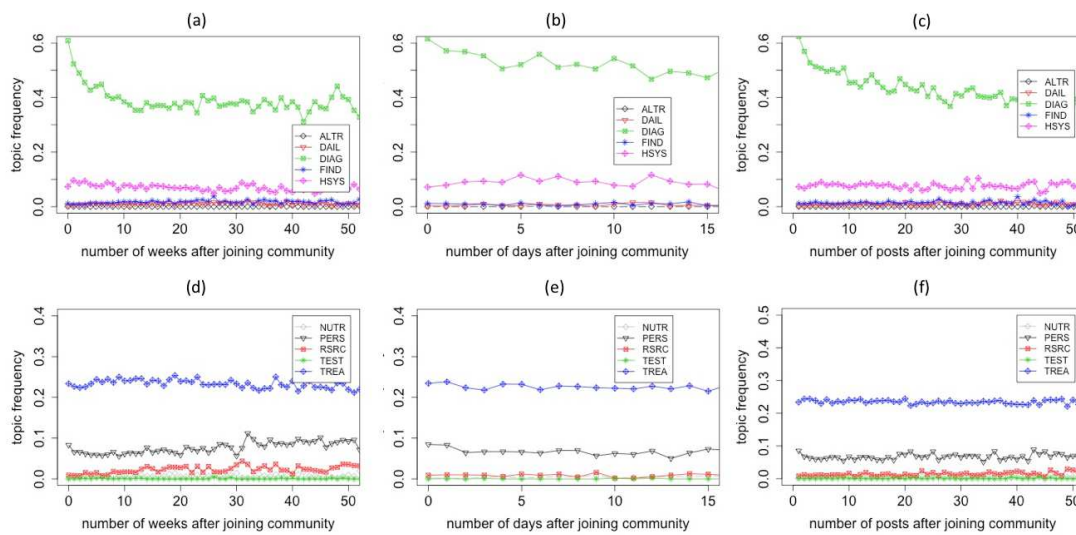 (a)
topic frequency
0.6
0.4
0.2
0.0
ALTR
DAIL
DIAG
FIND
HSYS
0 10 20 30 40 50
number of weeks after joining community
(b)
0.6
0.4
0.2
0.0
ALTR
DAIL
DIAG
FIND
HSYS
0 5 10 15
number of days after joining community
(c)
topic frequency
0.6
0.4
0.2
0.0
ALTR
DAIL
DIAG
FIND
HSYS
0 10 20 30 40 50
number of posts after joining community
(d)
topic frequency
0.4
0.3
0.2
0.1
0.0
NUTR
PERS
RSRC
TEST
TREA
0 10 20 30 40 50
number of weeks after joining community
(e)
0.4
0.3
0.2
0.1
0.0
NUTR
PERS
RSRC
TEST
TREA
0 5 10 15
number of days after joining community
(f)
topic frequency
0.5
0.4
0.3
0.2
0.1
0.0
NUTR
PERS
RSRC
TEST
TREA
0 10 20 30 40 50
number of posts after joining community